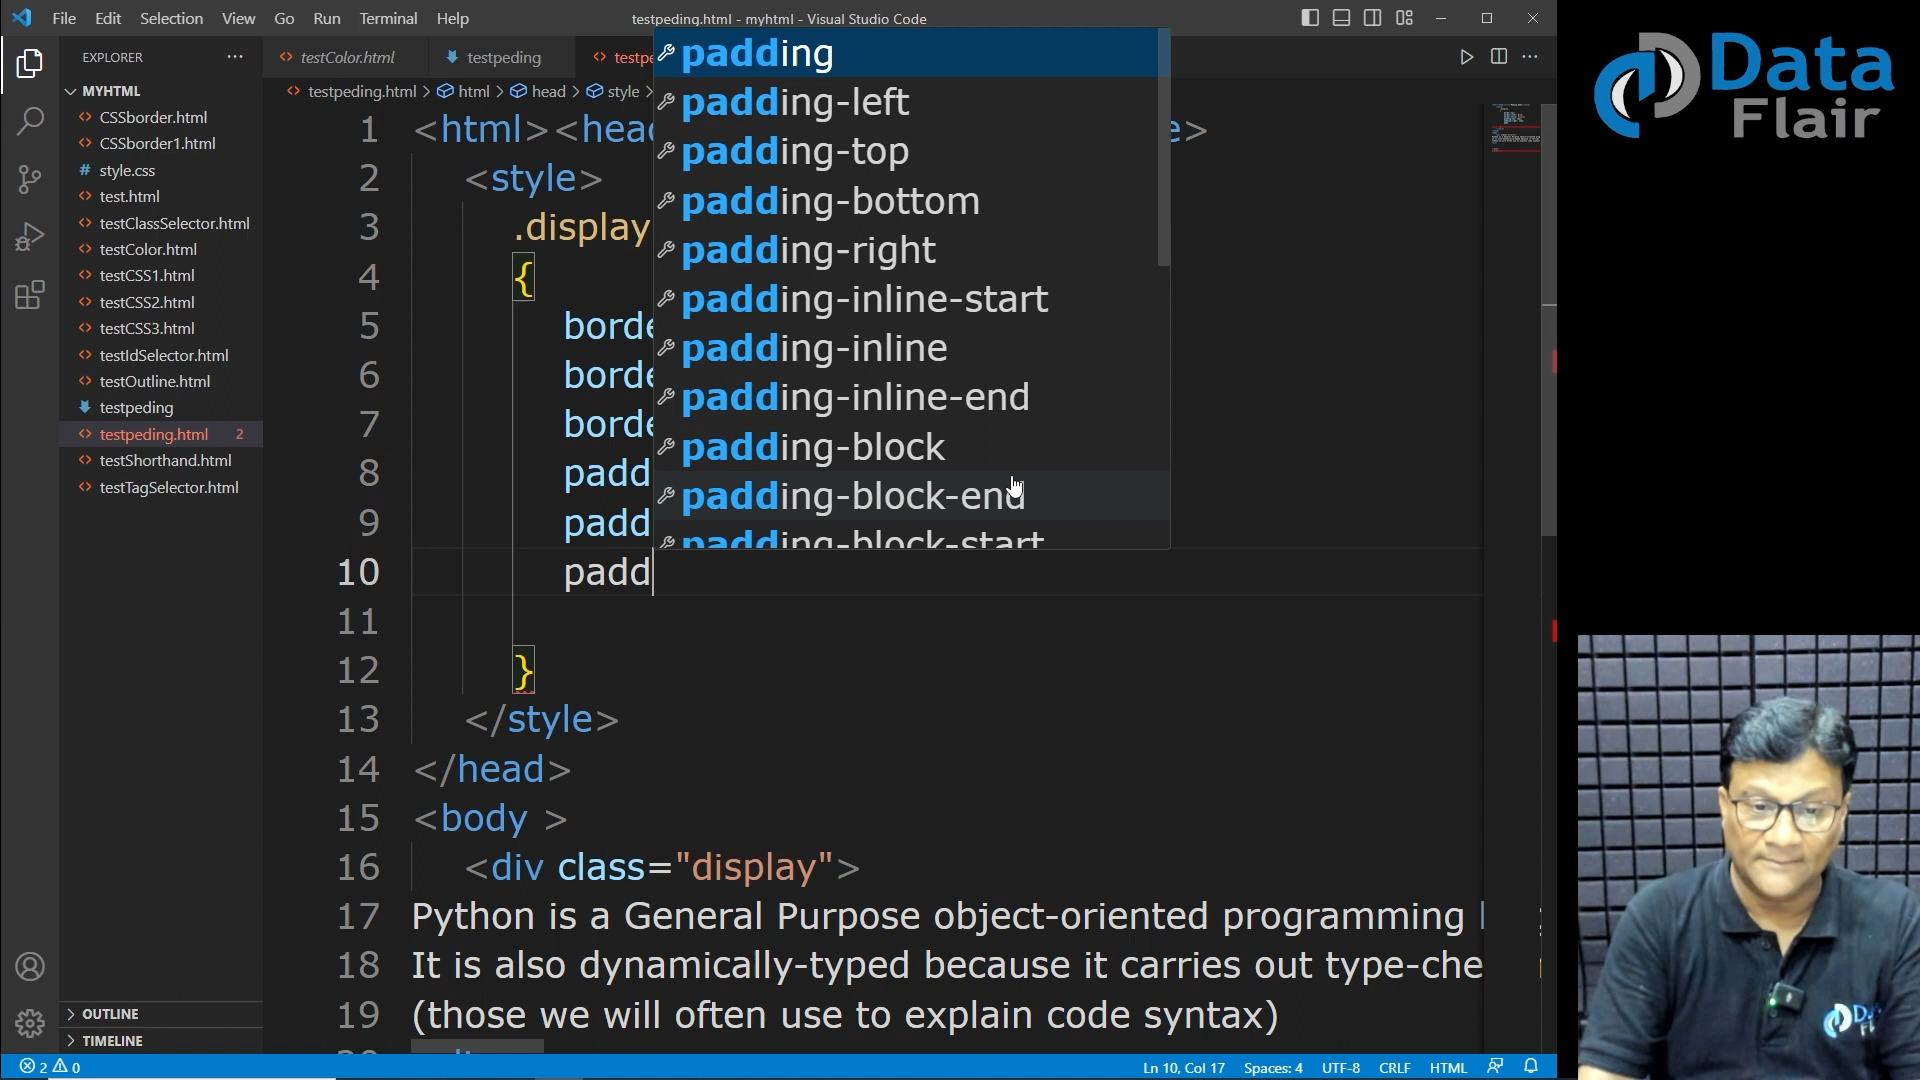 File Edit Selection View Go Run Terminal Help
testpeding.html - myhtml - Visual Studio Code
Data
Flair
EXPLORER
testColor.html
testpeding
MYHTML
CSSborder.html
CSSborder1.html
style.css
test.html
testClassSelector.html
testColor.html
testCSS1.html
testCSS2.html
testCSS3.html
testIdSelector.html
testOutline.html
testpeding
testpeding.html 2
testShorthand.html
testTagSelector.html
OUTLINE
TIMELINE
testpeding.html > html > head > style >
padding
padding-left
padding-top
padding-bottom
padding-right
padding-inline-start
padding-inline
padding-inline-end
padding-block
padding-block-end
padding-block-start
1 <html><head
2 <style>
3 .display
4 {
5 borde
6 borde
7 borde
8 padd
9 padd
10 padd
11
12 }
13 </style>
14 </head>
15 <body >
16 <div class="display">
17 Python is a General Purpose object-oriented programming
18 It is also dynamically-typed because it carries out type-che
19 (those we will often use to explain code syntax)
2 0
Ln 10, Col 17 Spaces: 4 UTF-8 CRLF HTML